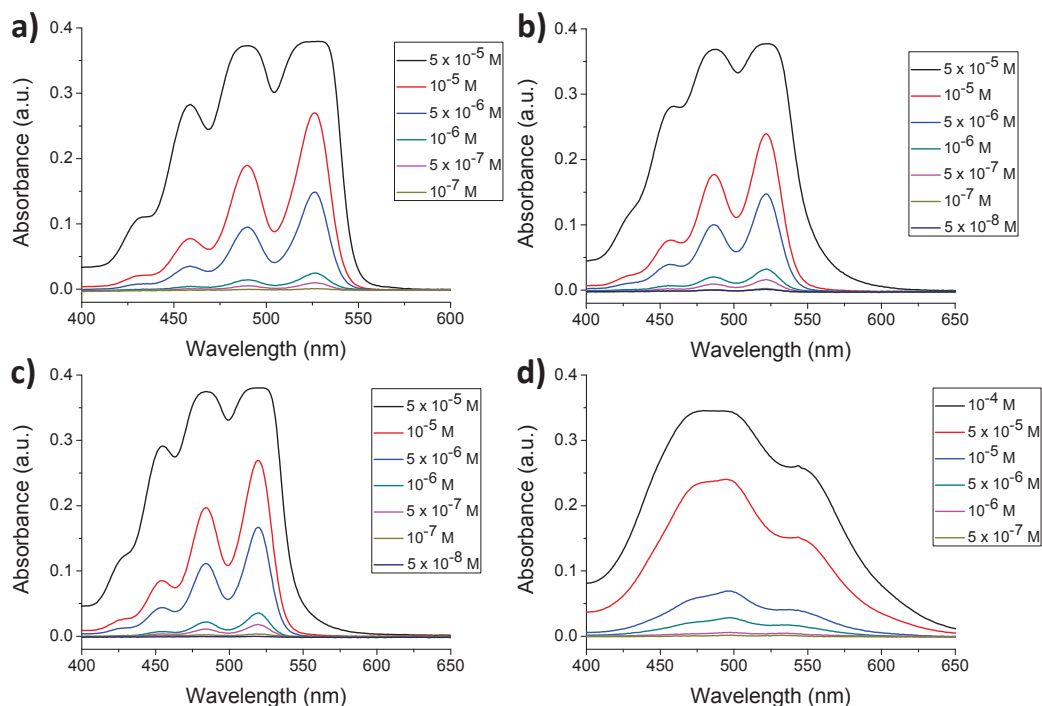 a)
Absorbance (a.u.)
0.4
0.3
0.2
0.1
0.0
400 450 500 550 600
Wavelength (nm)
5 x 10⁻⁵ M
10⁻⁵ M
5 x 10⁻⁶ M
10⁻⁶ M
5 x 10⁻⁷ M
10⁻⁷ M
b)
Absorbance (a.u.)
0.4
0.3
0.2
0.1
0.0
400 450 500 550 600 650
Wavelength (nm)
5 x 10⁻⁵ M
10⁻⁵ M
5 x 10⁻⁶ M
10⁻⁶ M
5 x 10⁻⁷ M
10⁻⁷ M
5 x 10⁻⁸ M
c)
Absorbance (a.u.)
0.4
0.3
0.2
0.1
0.0
400 450 500 550 600 650
Wavelength (nm)
5 x 10⁻⁵ M
10⁻⁵ M
5 x 10⁻⁶ M
10⁻⁶ M
5 x 10⁻⁷ M
10⁻⁷ M
5 x 10⁻⁸ M
d)
Absorbance (a.u.)
0.4
0.3
0.2
0.1
0.0
400 450 500 550 600 650
Wavelength (nm)
10⁻⁴ M
5 x 10⁻⁵ M
10⁻⁵ M
5 x 10⁻⁶ M
10⁻⁶ M
5 x 10⁻⁷ M